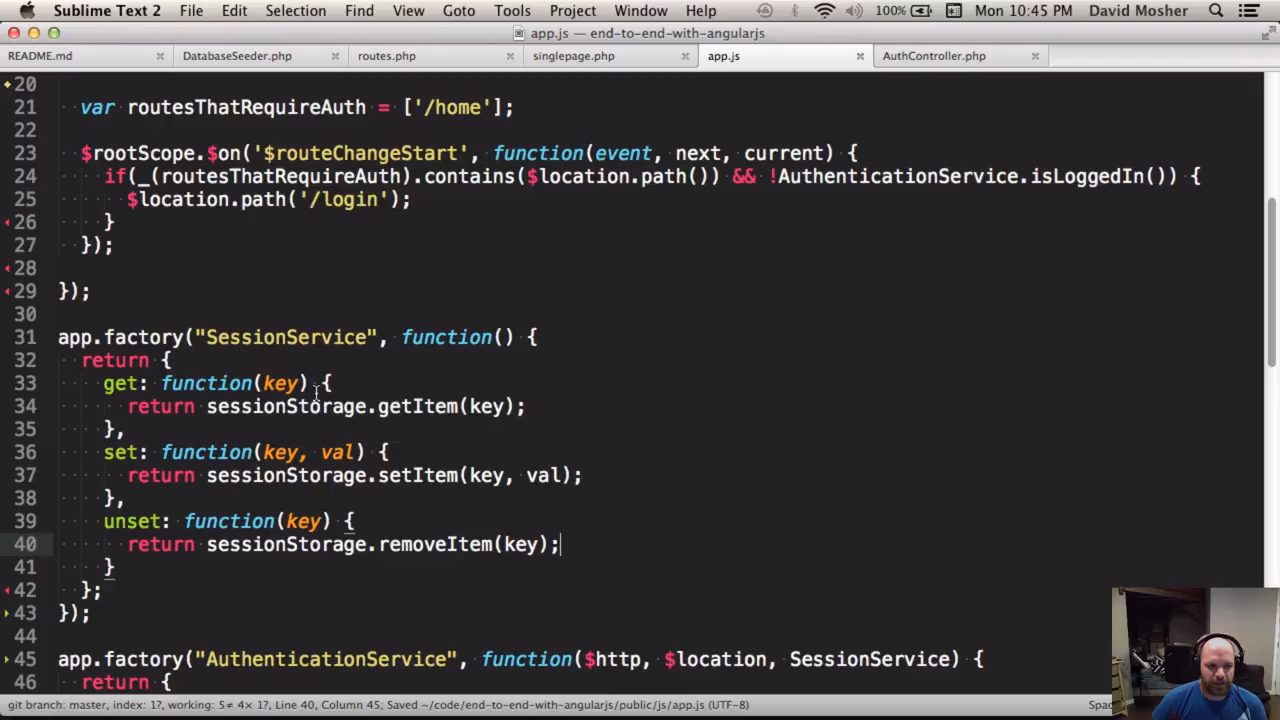 Sublime Text 2 File Edit Selection Find View Goto Tools Project Window Help 100% Mon 10:45 PM David Mosher
app.js — end-to-end-with-angularjs
README.md DatabaseSeeder.php routes.php singlepage.php app.js AuthController.php
20
21 var routesThatRequireAuth = ['/home'];
22
23 $rootScope.$on('$routeChangeStart', function(event, next, current) {
24 if(_(routesThatRequireAuth).contains($location.path()) && !AuthenticationService.isLoggedIn()) {
25 $location.path('/login');
26 }
27 });
28
29 });
30
31 app.factory("SessionService", function() {
32 return {
33 get: function(key) {
34 return sessionStorage.getItem(key);
35 },
36 set: function(key, val) {
37 return sessionStorage.setItem(key, val);
38 },
39 unset: function(key) {
40 return sessionStorage.removeItem(key);
41 }
42 };
43 });
44
45 app.factory("AuthenticationService", function($http, $location, SessionService) {
46 return {
git branch: master, index: 1?, working: 5≠ 4× 1?, Line 40, Column 45; Saved ~/code/end-to-end-with-angularjs/public/js/app.js (UTF-8)